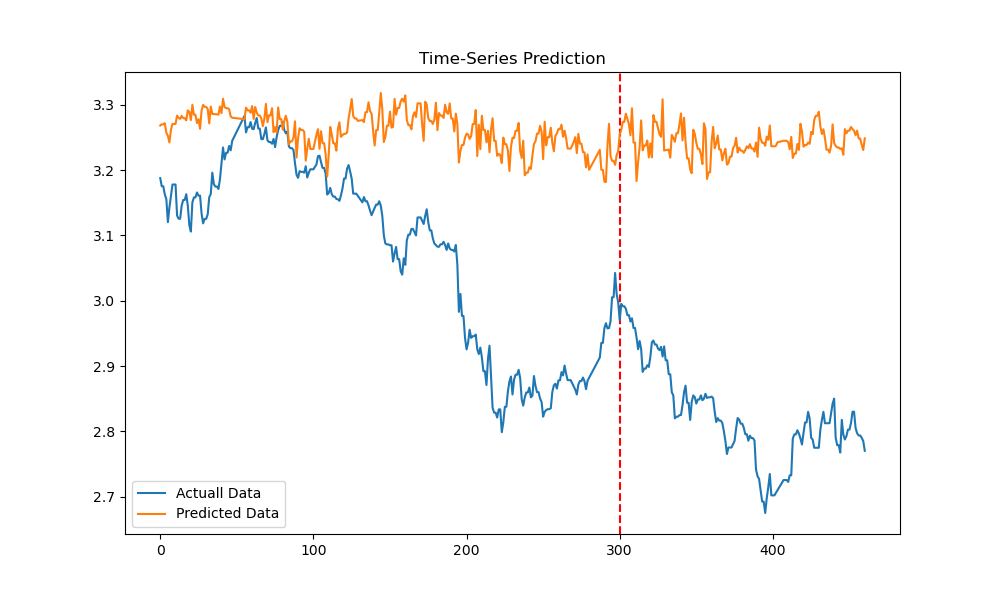 Time-Series Prediction
3.3
3.2
3.1
3.0
2.9
2.8
2.7
Actuall Data
Predicted Data
0 100 200 300 400